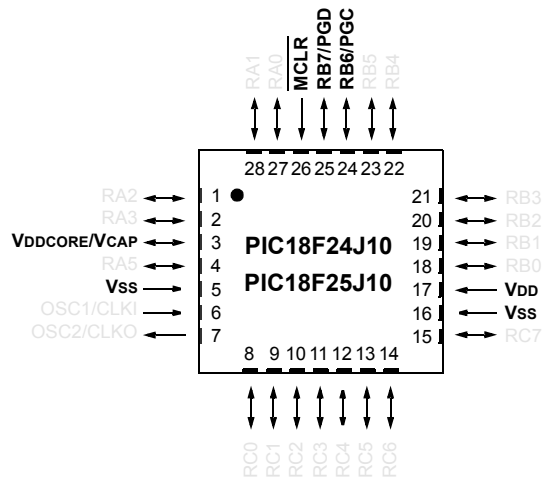 RA1
RA0
MCLR
RB7/PGD
RB6/PGC
RB5
RB4
28 27 26 25 24 23 22
RA2 1
RA3 2
VDDCORE/VCAP 3
RA5 4
VSS 5
OSC1/CLKI 6
OSC2/CLKO 7
PIC18F24J10
PIC18F25J10
21 RB3
20 RB2
19 RB1
18 RB0
17 VDD
16 VSS
15 RC7
8 9 10 11 12 13 14
RC0
RC1
RC2
RC3
RC4
RC5
RC6